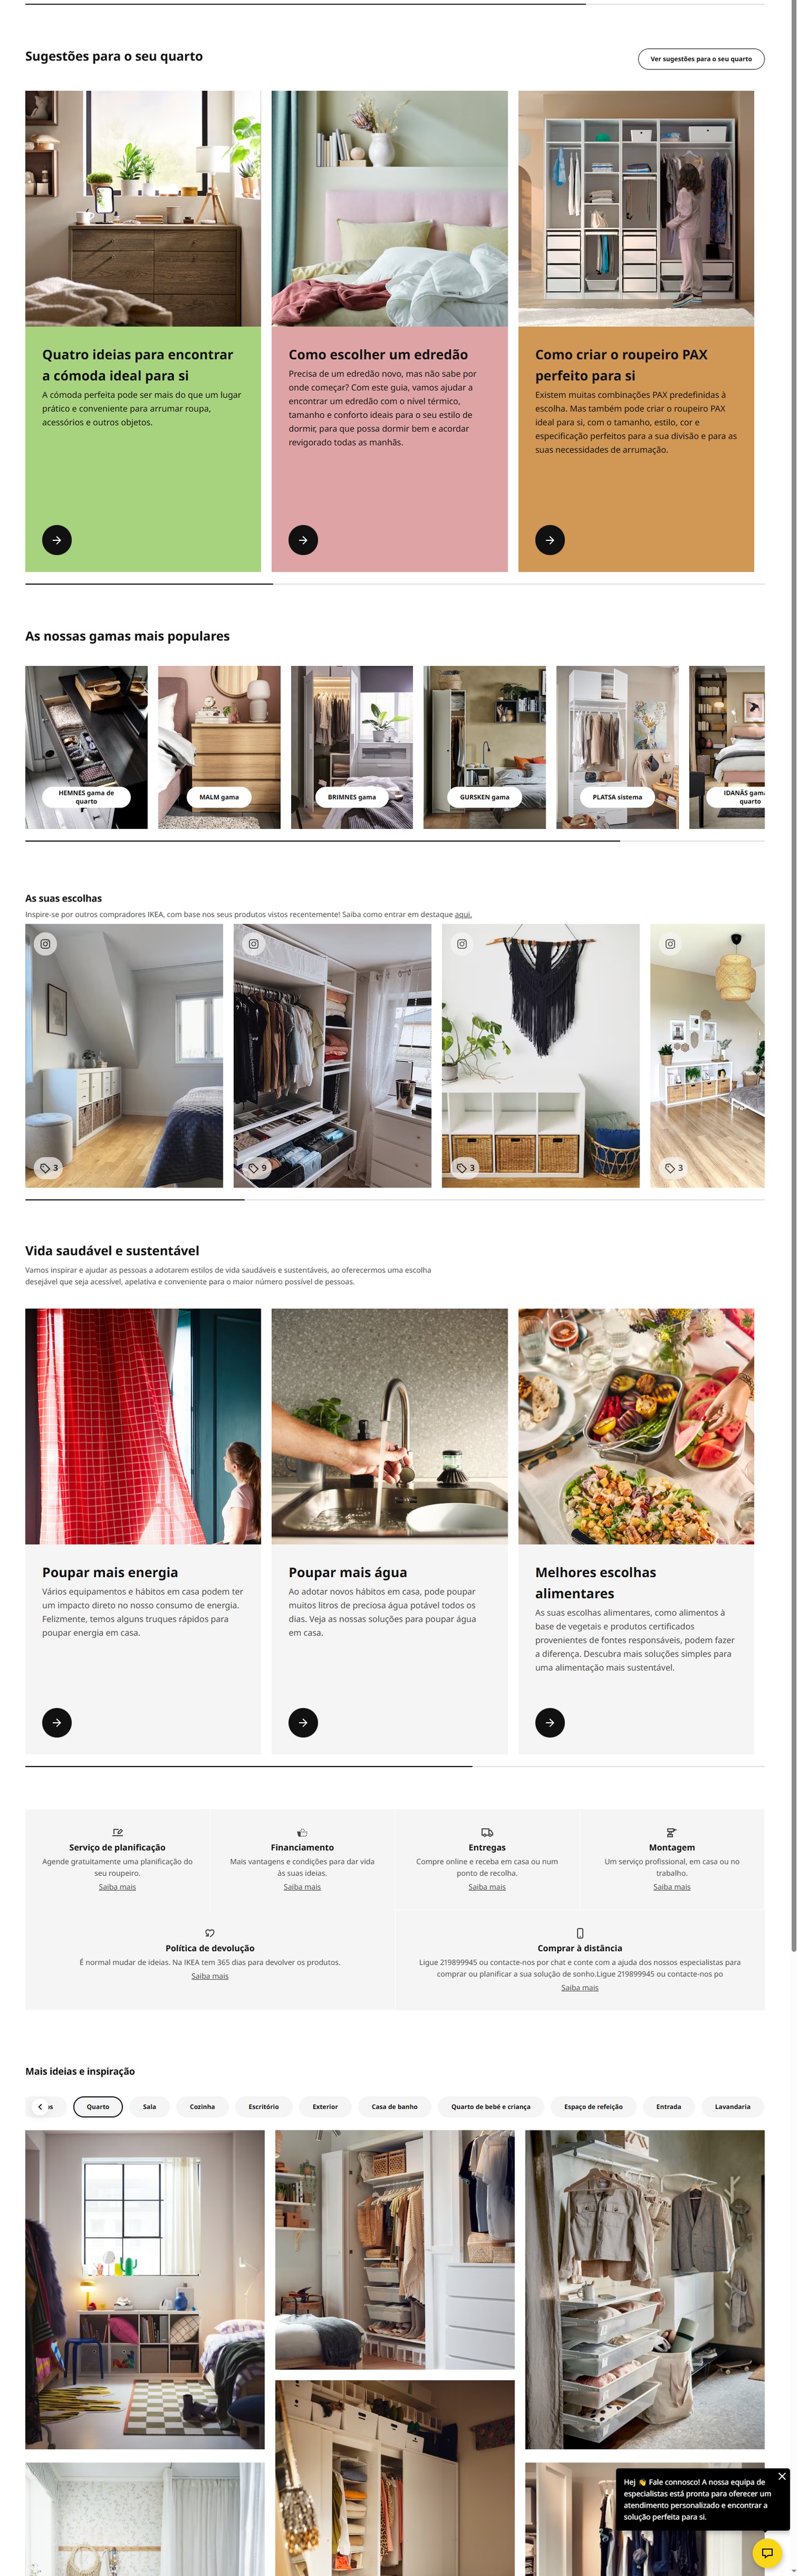 Sugestões para o seu quarto
Ver sugestões para o seu quarto
Quatro ideias para encontrar
a cómoda ideal para si
A cómoda perfeita pode ser mais do que um lugar
prático e conveniente para arrumar roupa,
acessórios e outros objetos.
Como escolher um edredão
Precisa de um edredão novo, mas não sabe por
onde começar? Com este guia, vamos ajudar a
encontrar um edredão com o nível térmico,
tamanho e conforto ideais para o seu estilo de
dormir, para que possa dormir bem e acordar
revigorado todas as manhãs.
Como criar o roupeiro PAX
perfeito para si
Existem muitas combinações PAX predefinidas à
escolha. Mas também pode criar o roupeiro PAX
ideal para si, com o tamanho, estilo, cor e
especificação perfeitos para a sua divisão e para as
suas necessidades de arrumação.
As nossas gamas mais populares
HEMNES gama de
quarto
MALM gama
BRIMNES gama
GURSKEN gama
PLATSA sistema
IDANÄS gam
quarto
As suas escolhas
Inspire-se por outros compradores IKEA, com base nos seus produtos vistos recentemente! Saiba como entrar em destaque aqui.
3
9
3
3
Vida saudável e sustentável
Vamos inspirar e ajudar as pessoas a adotarem estilos de vida saudáveis e sustentáveis, ao oferecermos uma escolha
desejável que seja acessível, apelativa e conveniente para o maior número possível de pessoas.
Poupar mais energia
Vários equipamentos e hábitos em casa podem ter
um impacto direto no nosso consumo de energia.
Felizmente, temos alguns truques rápidos para
poupar energia em casa.
Poupar mais água
Ao adotar novos hábitos em casa, pode poupar
muitos litros de preciosa água potável todos os
dias. Veja as nossas soluções para poupar água
em casa.
Melhores escolhas
alimentares
As suas escolhas alimentares, como alimentos à
base de vegetais e produtos certificados
provenientes de fontes responsáveis, podem fazer
a diferença. Descubra mais soluções simples para
uma alimentação mais sustentável.
Serviço de planificação
Agende gratuitamente uma planificação do
seu roupeiro.
Saiba mais
Financiamento
Mais vantagens e condições para dar vida
às suas ideias.
Saiba mais
Entregas
Compre online e receba em casa ou num
ponto de recolha.
Saiba mais
Montagem
Um serviço profissional, em casa ou no
trabalho.
Saiba mais
Política de devolução
É normal mudar de ideias. Na IKEA tem 365 dias para devolver os produtos.
Saiba mais
Comprar à distância
Ligue 219899945 ou contacte-nos por chat e conte com a ajuda dos nossos especialistas para
comprar ou planificar a sua solução de sonho.Ligue 219899945 ou contacte-nos po
Saiba mais
Mais ideias e inspiração
os
Quarto
Sala
Cozinha
Escritório
Exterior
Casa de banho
Quarto de bebé e criança
Espaço de refeição
Entrada
Lavandaria
Hej 👋 Fale connosco! A nossa equipa de
especialistas está pronta para oferecer um
atendimento personalizado e encontrar a
solução perfeita para si.